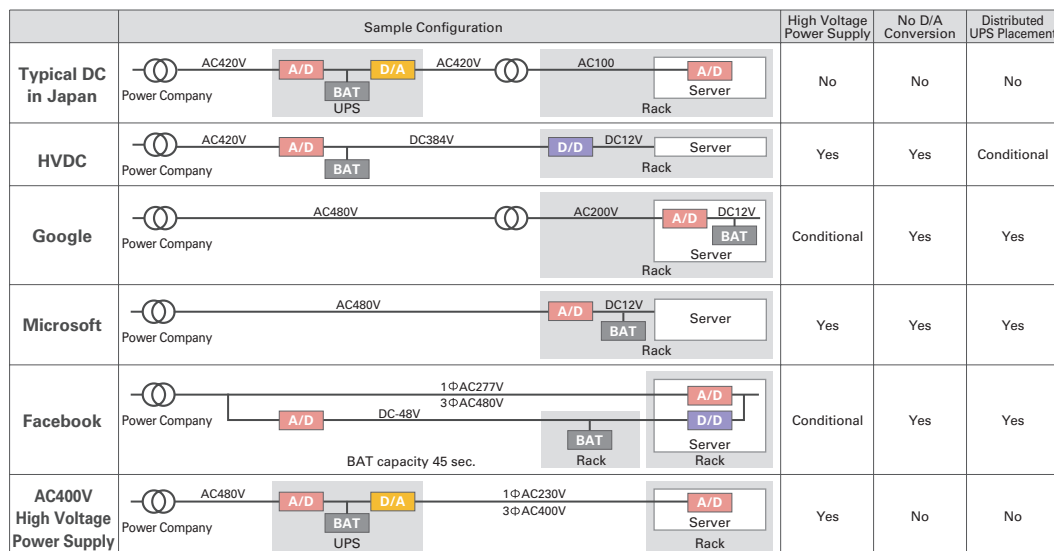 Sample Configuration
High Voltage
Power Supply
No D/A
Conversion
Distributed
UPS Placement
Typical DC
in Japan
Power Company
AC420V
A/D
BAT
D/A
UPS
AC420V
AC100
A/D
Server
Rack
No
No
No
HVDC
Power Company
AC420V
A/D
BAT
DC384V
D/D
DC12V
Server
Rack
Yes
Yes
Conditional
Google
Power Company
AC480V
AC200V
A/D
DC12V
BAT
Server
Rack
Conditional
Yes
Yes
Microsoft
Power Company
AC480V
A/D
DC12V
BAT
Server
Rack
Yes
Yes
Yes
Facebook
Power Company
1ΦAC277V
3ΦAC480V
A/D
DC-48V
BAT
Rack
A/D
D/D
Server
Rack
BAT capacity 45 sec.
Conditional
Yes
Yes
AC400V
High Voltage
Power Supply
Power Company
AC480V
A/D
BAT
D/A
UPS
1ΦAC230V
3ΦAC400V
A/D
Server
Rack
Yes
No
No